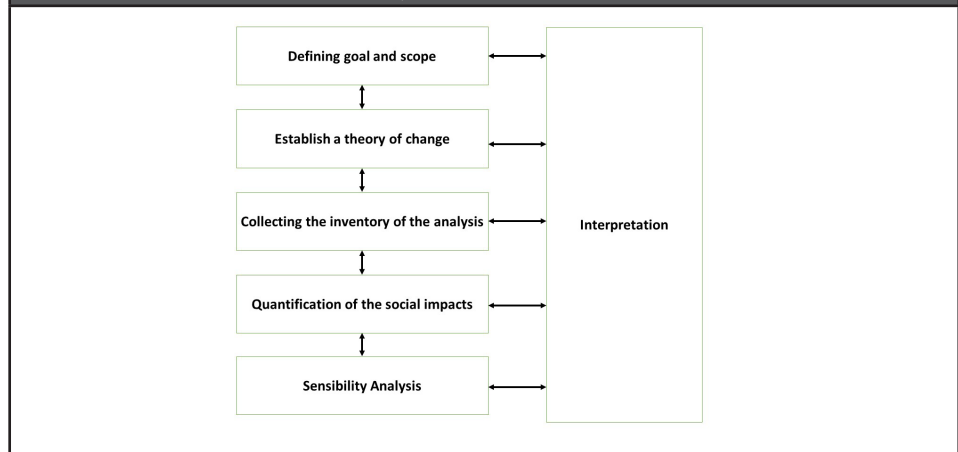 Defining goal and scope
Establish a theory of change
Collecting the inventory of the analysis
Interpretation
Quantification of the social impacts
Sensibility Analysis